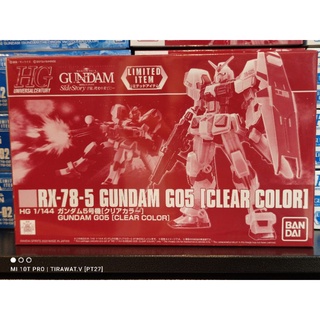 HG
UNIVERSAL CENTURY
GUNDAM
Side Story
LIMITED
ITEM
リミテッドアイテム
RX-78-5 GUNDAM G05 [CLEAR COLOR]
HG 1/144 ガンダム5号機[クリアカラー]
GUNDAM G05 [CLEAR COLOR]
BAN
DAI
MI 10T PRO | TIRAWAT.V [PT27]